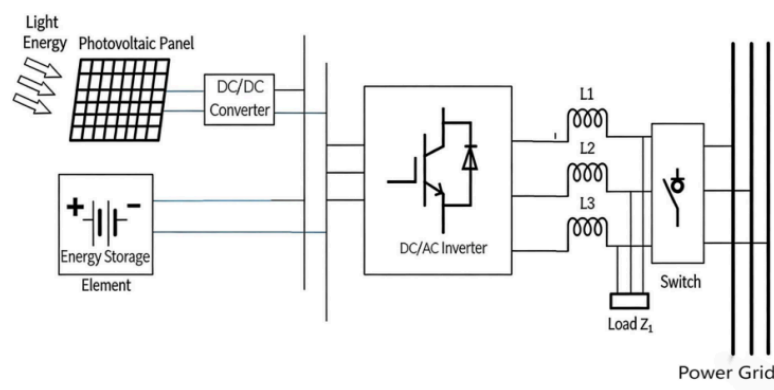 Light
Energy
Photovoltaic Panel
DC/DC
Converter
+ -
Energy Storage
Element
DC/AC Inverter
L1
L2
L3
Load Z₁
Switch
Power Grid